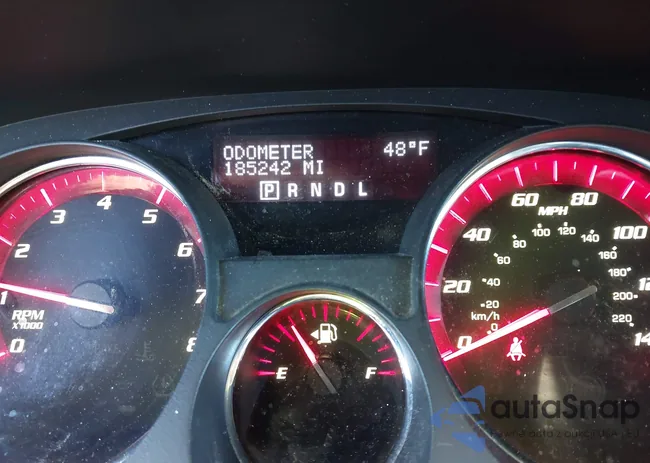 ODOMETER 48°F
185242 MI
P R N D L
0 1 2 3 4 5 6 7 8
RPM
X1000
E F
0 20 40 60 80 100
MPH
0 20 40 60 80 100 120 140 160 180 200 220
km/h
autaSnap